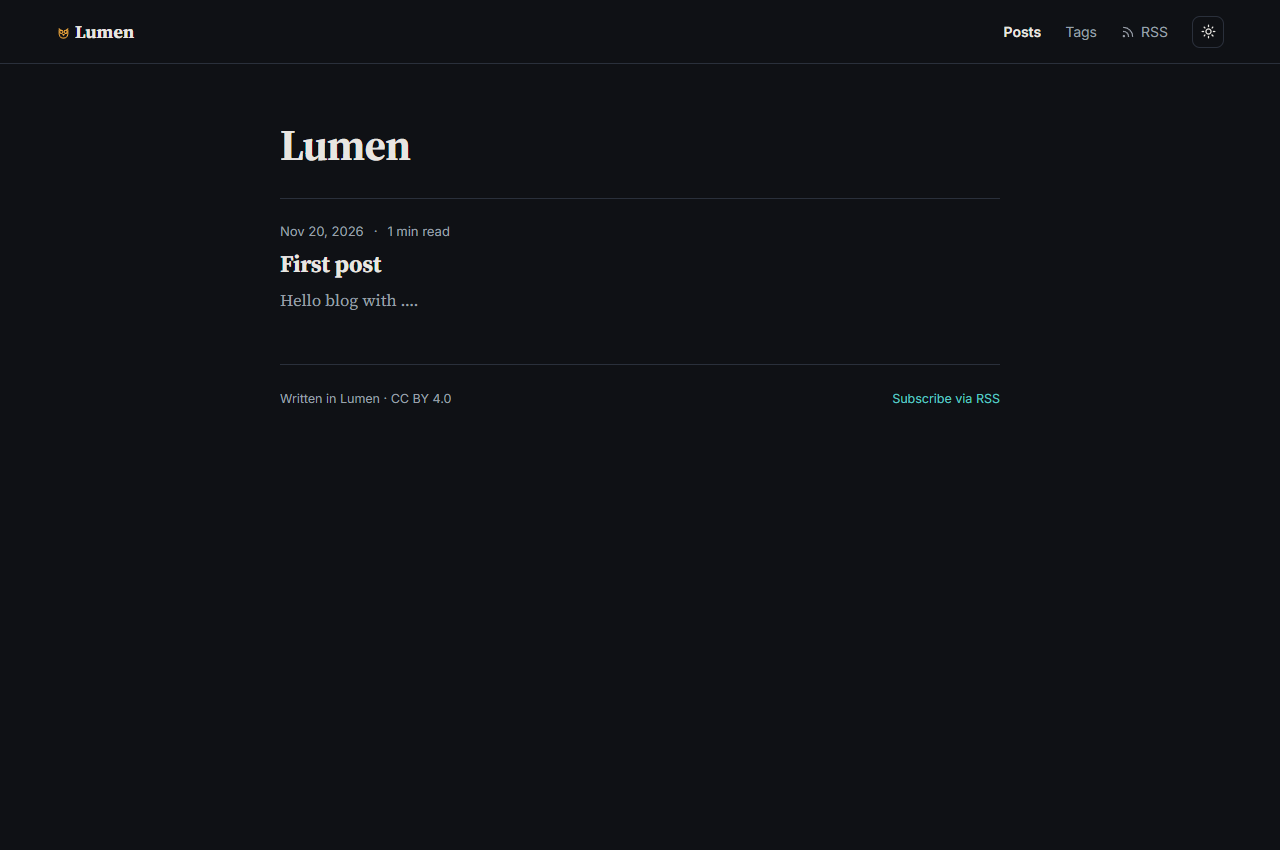 Lumen
Posts Tags RSS
Lumen
Nov 20, 2026 · 1 min read
First post
Hello blog with ....
Written in Lumen · CC BY 4.0 Subscribe via RSS